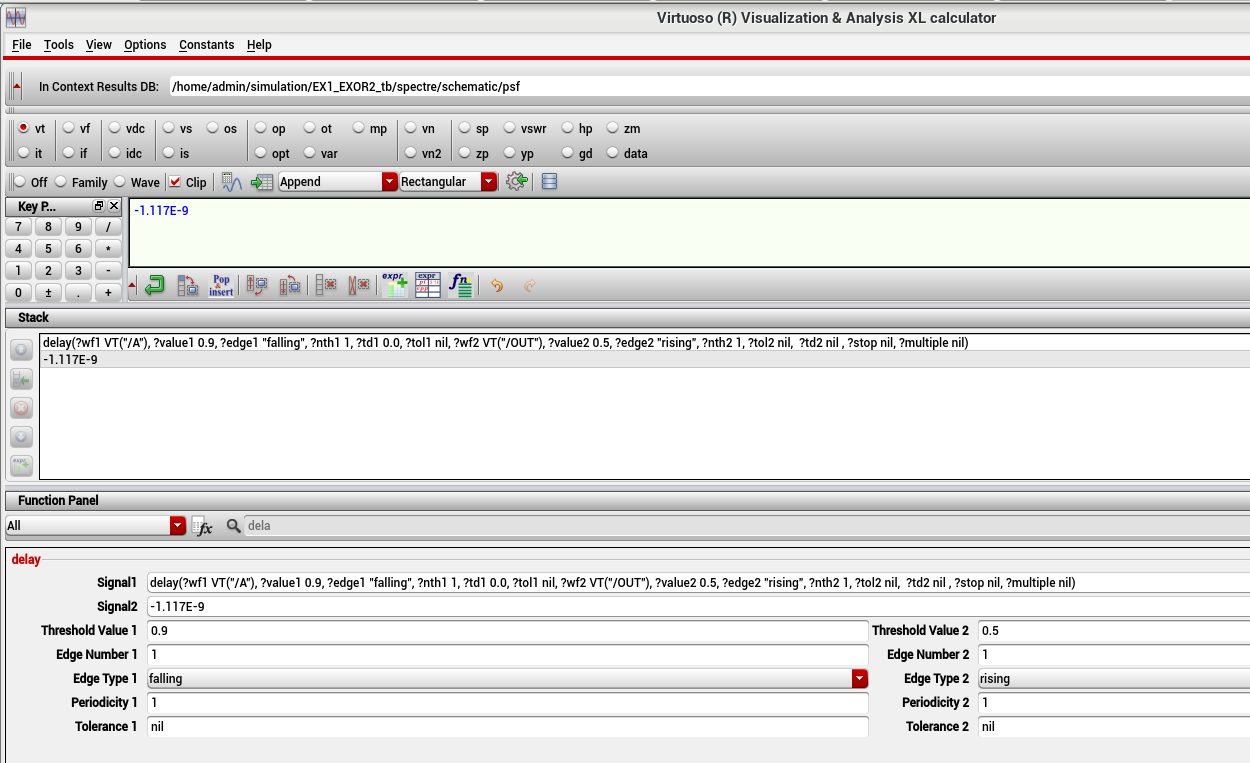 Virtuoso (R) Visualization & Analysis XL calculator
File Tools View Options Constants Help
In Context Results DB: /home/admin/simulation/EX1_EXOR2_tb/spectre/schematic/psf
vt vf vdc vs os op ot mp vn sp vswr hp zm
it if idc is opt var vn2 zp yp gd data
Off Family Wave Clip Append Rectangular
Key P...
7 8 9 /
4 5 6 *
1 2 3 -
0 ± . +
-1.117E-9
Pop & insert expr expr fn
Stack
delay(?wf1 VT("/A"), ?value1 0.9, ?edge1 "falling", ?nth1 1, ?td1 0.0, ?tol1 nil, ?wf2 VT("/OUT"), ?value2 0.5, ?edge2 "rising", ?nth2 1, ?tol2 nil,  ?td2 nil , ?stop nil, ?multiple nil)
-1.117E-9
Function Panel
All fx dela
delay
Signal1 delay(?wf1 VT("/A"), ?value1 0.9, ?edge1 "falling", ?nth1 1, ?td1 0.0, ?tol1 nil, ?wf2 VT("/OUT"), ?value2 0.5, ?edge2 "rising", ?nth2 1, ?tol2 nil,  ?td2 nil , ?stop nil, ?multiple nil)
Signal2 -1.117E-9
Threshold Value 1 0.9 Threshold Value 2 0.5
Edge Number 1 1 Edge Number 2 1
Edge Type 1 falling Edge Type 2 rising
Periodicity 1 1 Periodicity 2 1
Tolerance 1 nil Tolerance 2 nil